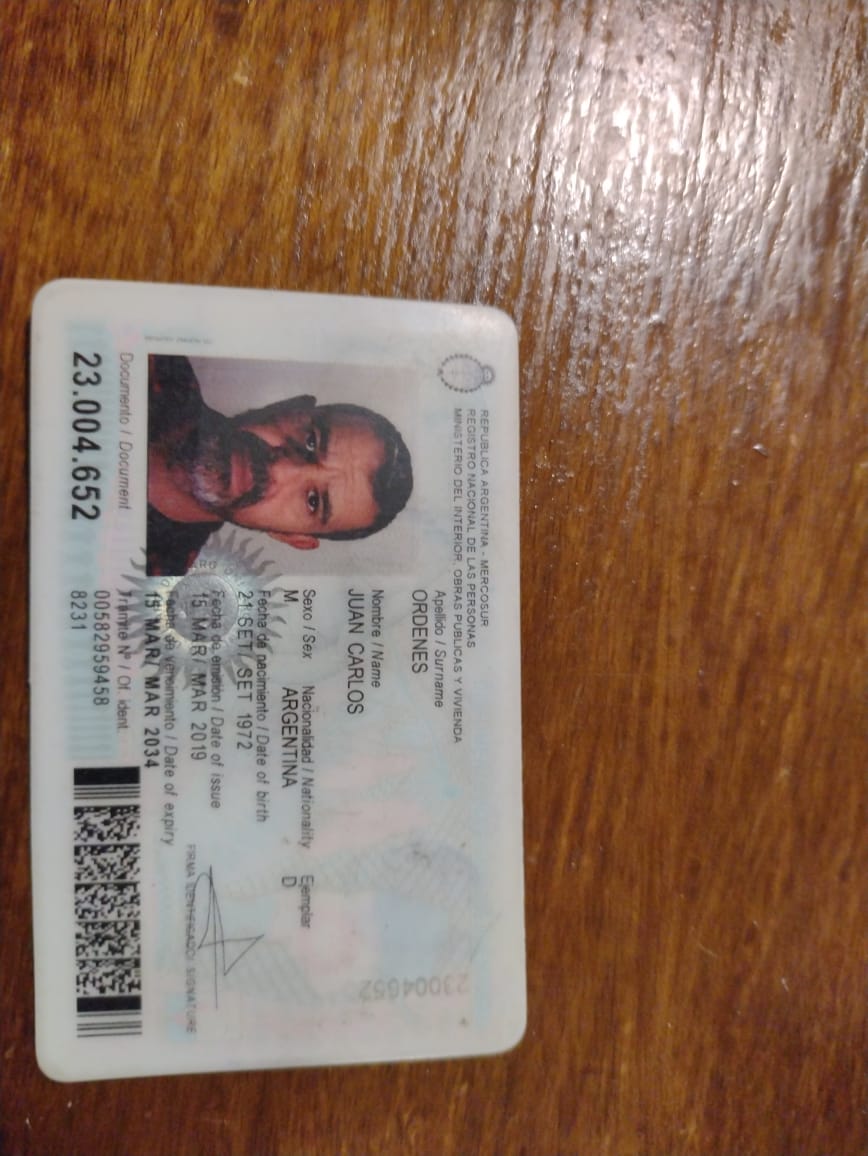 REPUBLICA ARGENTINA - MERCOSUR
REGISTRO NACIONAL DE LAS PERSONAS
MINISTERIO DEL INTERIOR, OBRAS PUBLICAS Y VIVIENDA
Apellido / Surname
ORDENES
Nombre / Name
JUAN CARLOS
Sexo / Sex Nacionalidad / Nationality Ejemplar
M ARGENTINA D
Fecha de nacimiento / Date of birth
21 SET/ SET 1972
Fecha de emisión / Date of issue
15 MAR/ MAR 2019
Fecha de vencimiento / Date of expiry
15 MAR/ MAR 2034
FIRMA IDENTIFICADO/ SIGNATURE
Documento / Document
23.004.652
Trámite Nº / Of. ident.
00582959458
8231
23004652